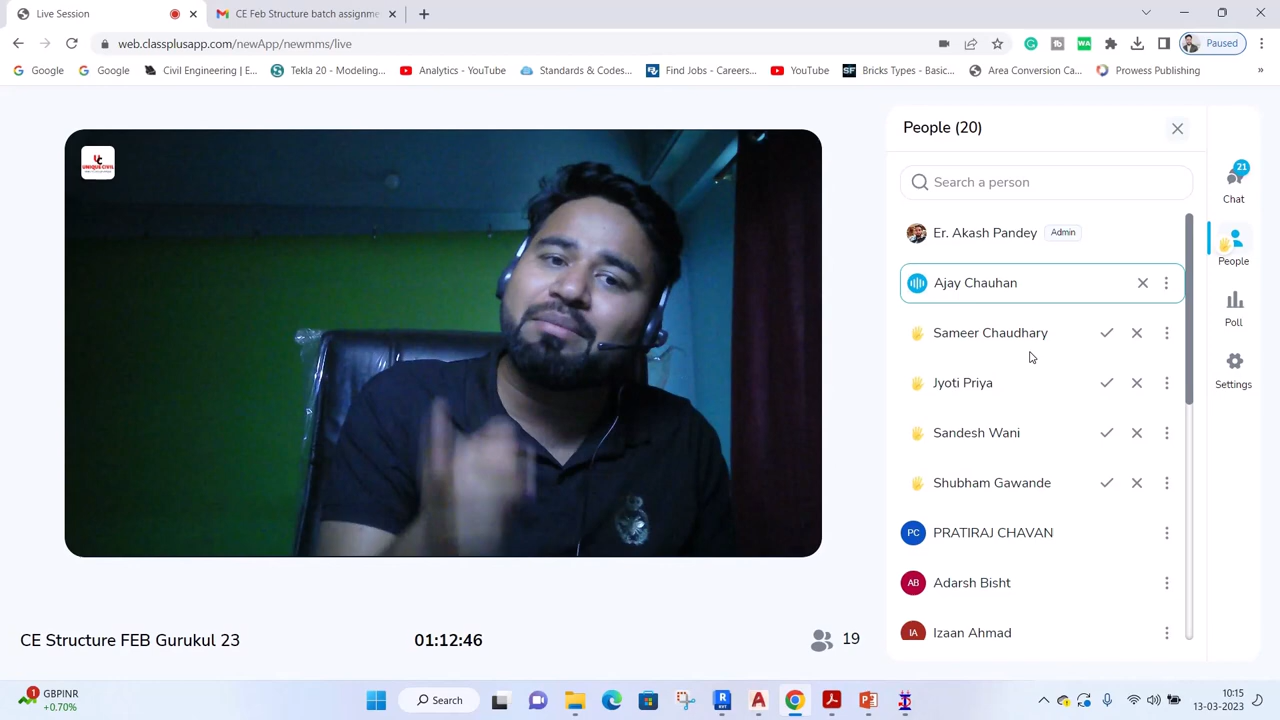 Live Session
CE Feb Structure batch assignme
web.classplusapp.com/newApp/newmms/live
Paused
Google
Google
Civil Engineering | E...
Tekla 20 - Modeling...
Analytics - YouTube
Standards & Codes...
Find Jobs - Careers...
YouTube
SF
Bricks Types - Basic...
Area Conversion Ca...
Prowess Publishing
»
UNIQUE CIVIL
People (20)
Search a person
Er. Akash Pandey Admin
Ajay Chauhan
Sameer Chaudhary
Jyoti Priya
Sandesh Wani
Shubham Gawande
PC PRATIRAJ CHAVAN
AB Adarsh Bisht
IA Izaan Ahmad
21
Chat
People
Poll
Settings
CE Structure FEB Gurukul 23
01:12:46
19
1
GBPINR
+0.70%
Search
10:15
13-03-2023